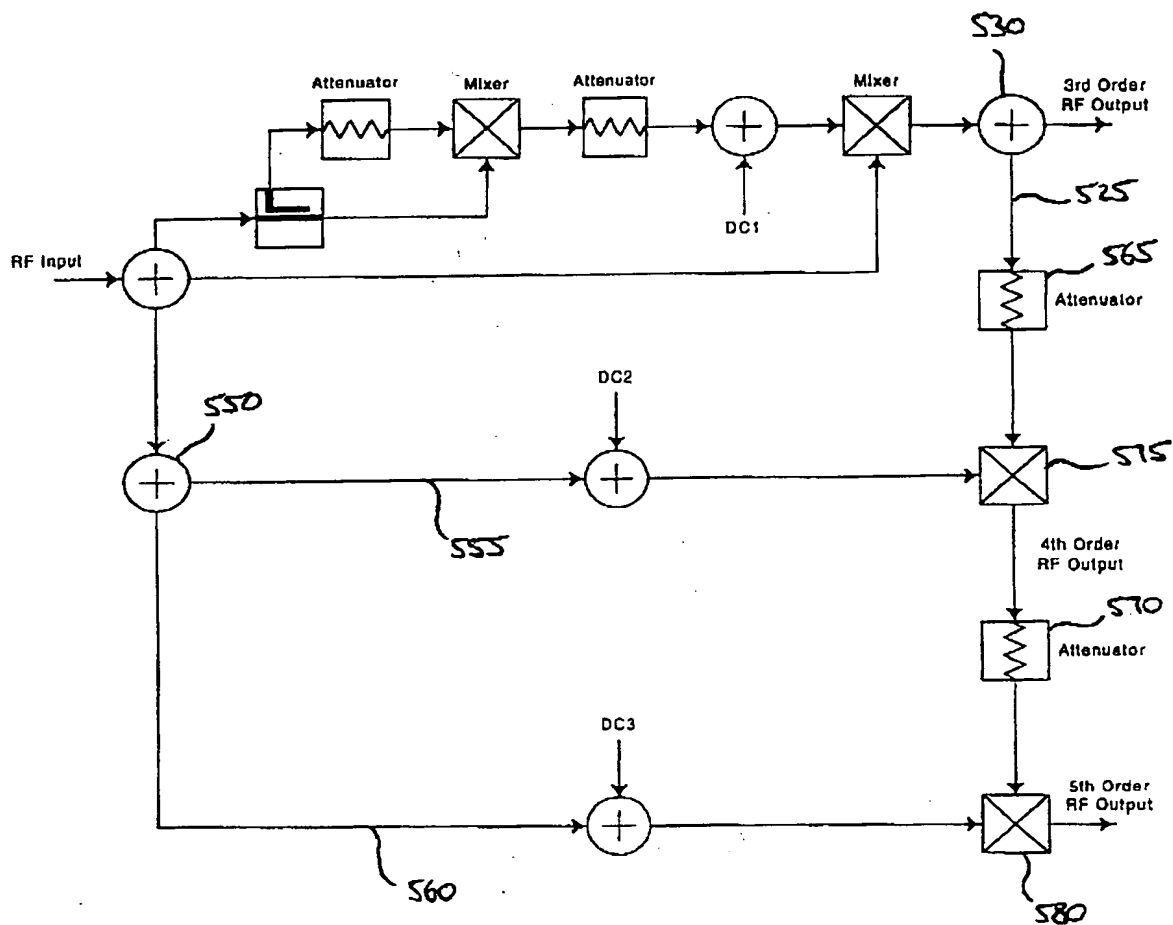 530
Attenuator
Mixer
Attenuator
Mixer
3rd Order
RF Output
525
DC1
RF Input
565
Attenuator
DC2
550
575
555
4th Order
RF Output
570
Attenuator
DC3
5th Order
RF Output
560
580